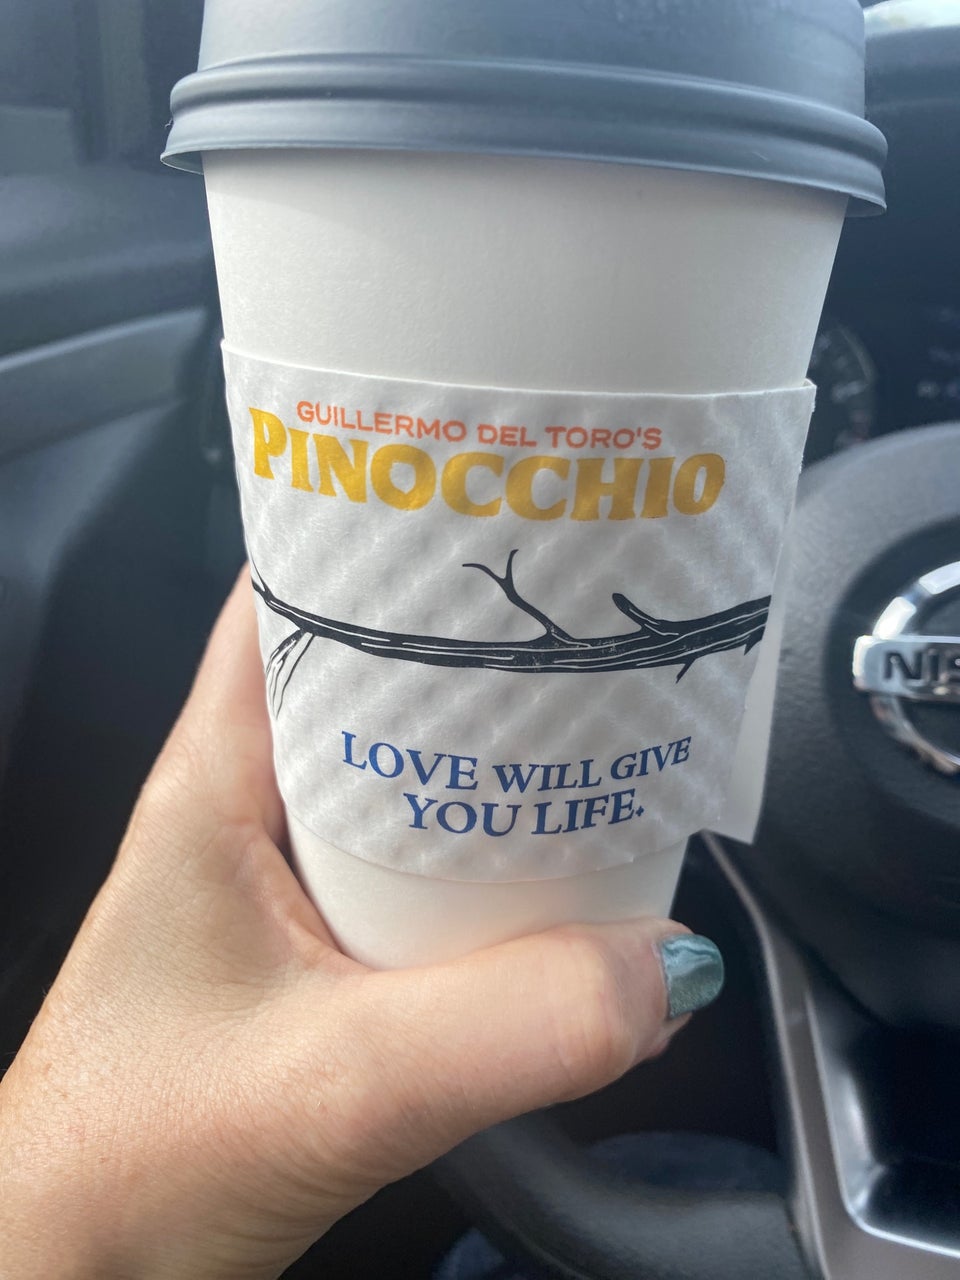 GUILLERMO DEL TORO'S
PINOCCHIO
LOVE WILL GIVE
YOU LIFE.